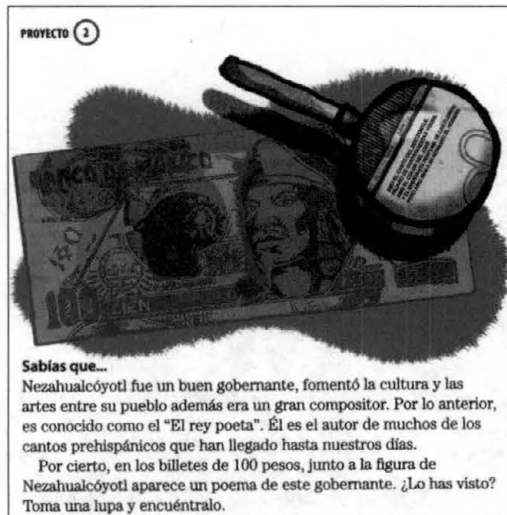 PROYECTO 2
BANCO DE MÉXICO
100
100 CIEN
Sabías que...
Nezahualcóyotl fue un buen gobernante, fomentó la cultura y las
artes entre su pueblo además era un gran compositor. Por lo anterior,
es conocido como el "El rey poeta". Él es el autor de muchos de los
cantos prehispánicos que han llegado hasta nuestros días.
Por cierto, en los billetes de 100 pesos, junto a la figura de
Nezahualcóyotl aparece un poema de este gobernante. ¿Lo has visto?
Toma una lupa y encuéntralo.